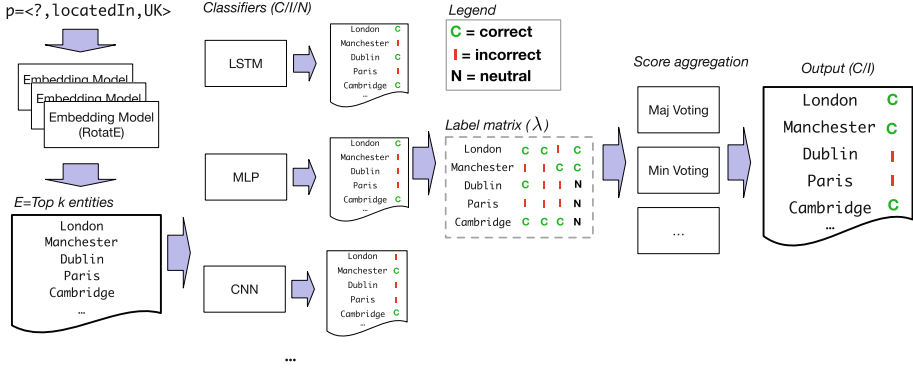 p=<?,locatedIn,UK>
Embedding Model
Embedding Model
Embedding Model
(RotatE)
E=Top k entities
London
Manchester
Dublin
Paris
Cambridge
...
Classifiers (C/I/N)
LSTM
London C
Manchester I
Dublin C
Paris I
Cambridge C
...
MLP
London C
Manchester I
Dublin I
Paris I
Cambridge C
...
CNN
London I
Manchester C
Dublin I
Paris I
Cambridge C
...
...
Legend
C = correct
I = incorrect
N = neutral
Label matrix (λ)
London C C I C
Manchester I I C C
Dublin C I I N
Paris I I I N
Cambridge C C C N
Score aggregation
Maj Voting
Min Voting
...
Output (C/I)
London C
Manchester C
Dublin I
Paris I
Cambridge C
...